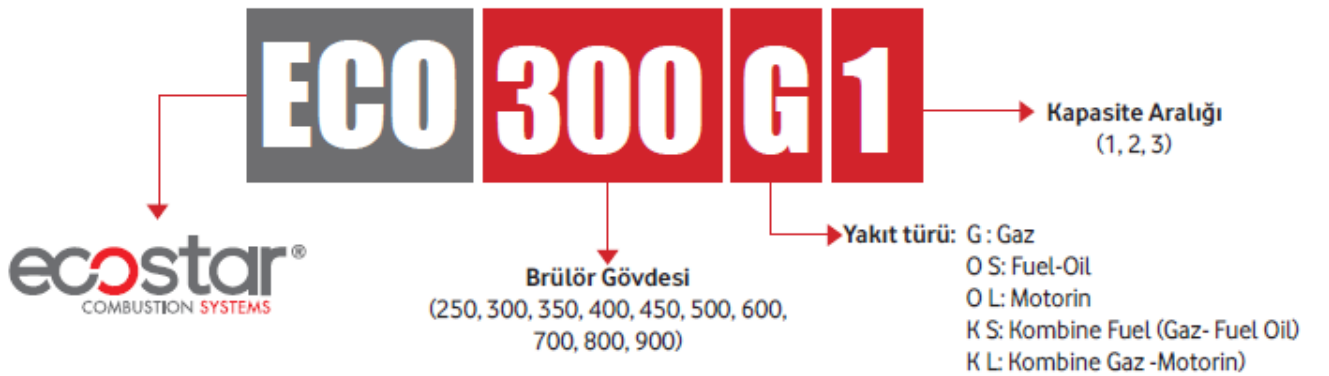 ECO 300 G 1
Kapasite Aralığı
(1, 2, 3)
ecostar®
COMBUSTION SYSTEMS
Brülör Gövdesi
(250, 300, 350, 400, 450, 500, 600,
700, 800, 900)
Yakıt türü: G : Gaz
O S: Fuel-Oil
O L: Motorin
K S: Kombine Fuel (Gaz- Fuel Oil)
K L: Kombine Gaz -Motorin)